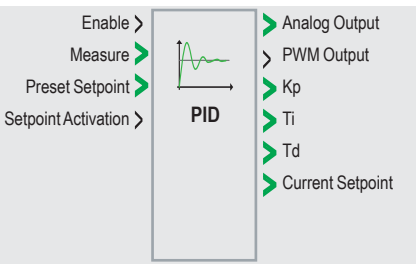 Enable
Measure
Preset Setpoint
Setpoint Activation
PID
Analog Output
PWM Output
Kp
Ti
Td
Current Setpoint